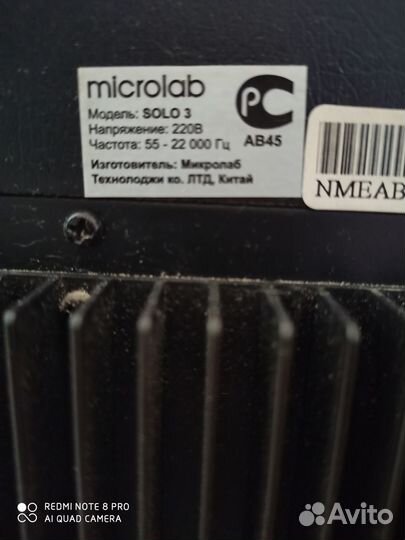 microlab
Модель: SOLO 3
Напряжение: 220В
Частота: 55 - 22 000 Гц
Изготовитель: Микролаб
Технолоджи ко. ЛТД, Китай
РС
АВ45
NMEAB
REDMI NOTE 8 PRO
AI QUAD CAMERA
Avito